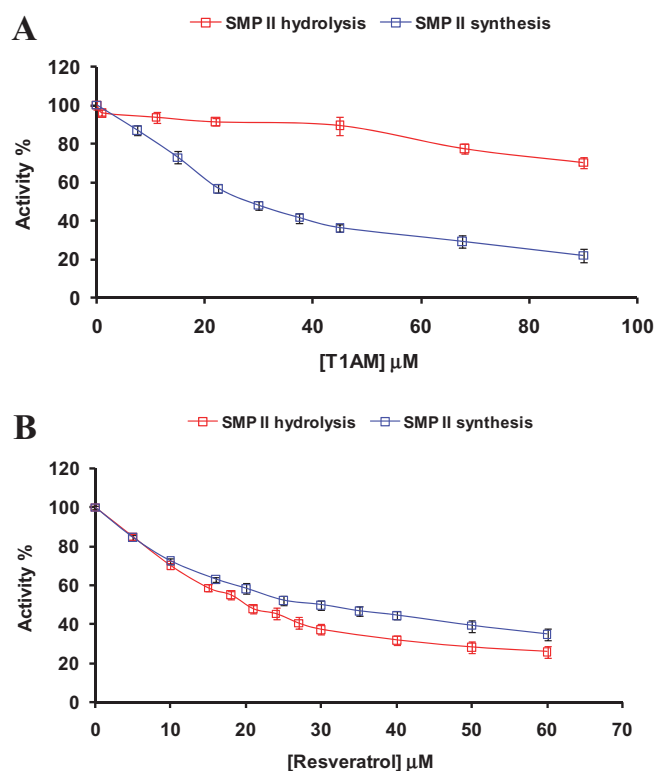 A
SMP II hydrolysis SMP II synthesis
120
100
80
60
40
20
0
Activity %
0 20 40 60 80 100
[T1AM] μM
B
SMP II hydrolysis SMP II synthesis
120
100
80
60
40
20
0
Activity %
0 10 20 30 40 50 60 70
[Resveratrol] μM